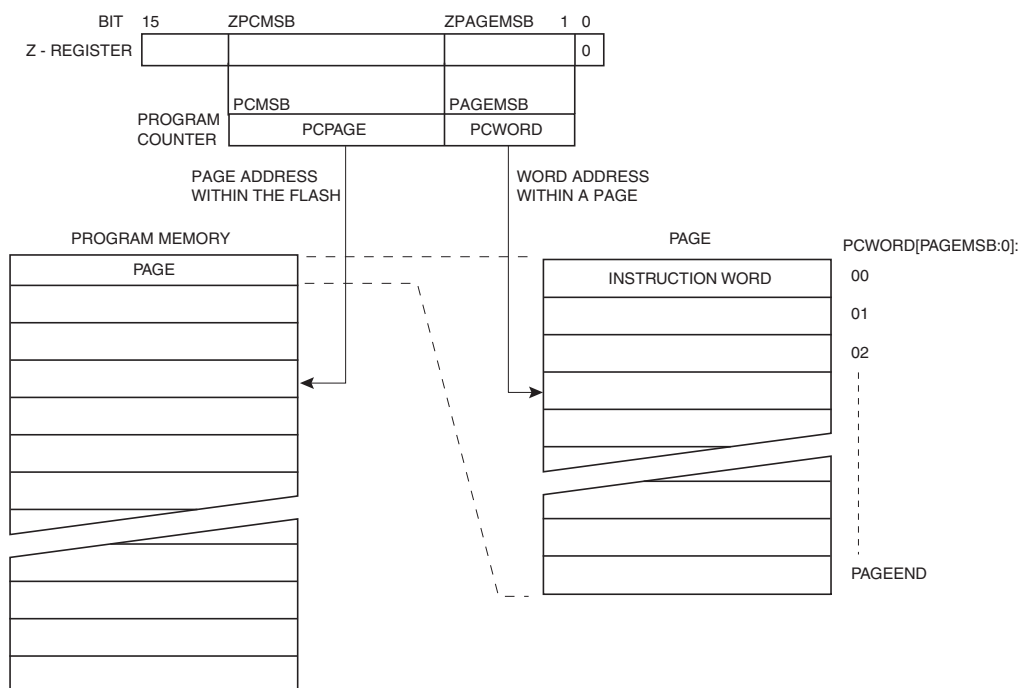 BIT 15 ZPCMSB ZPAGEMSB 1 0
Z - REGISTER 0
PCMSB PAGEMSB
PROGRAM
COUNTER
PCPAGE PCWORD
PAGE ADDRESS
WITHIN THE FLASH
WORD ADDRESS
WITHIN A PAGE
PROGRAM MEMORY
PAGE
PAGE
INSTRUCTION WORD
PCWORD[PAGEMSB:0]:
00
01
02
PAGEEND